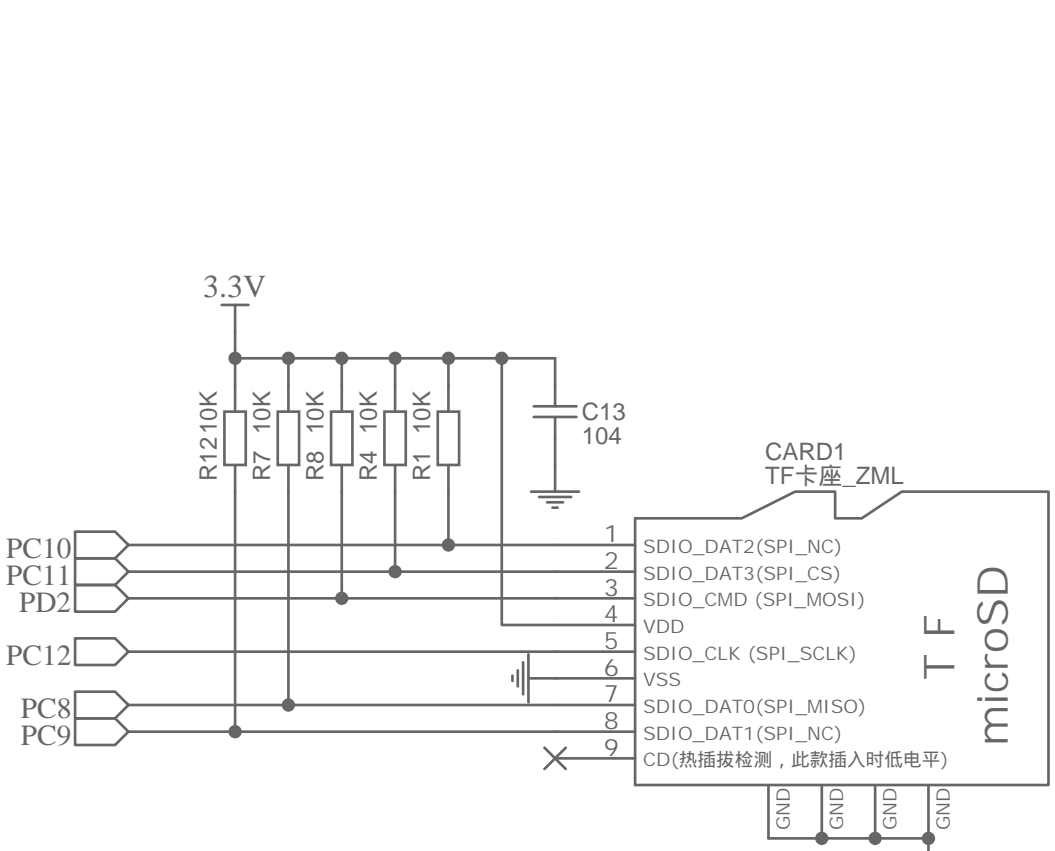 3.3V
R12 10K
R7 10K
R8 10K
R4 10K
R1 10K
C13
104
CARD1
TF卡座_ZML
PC10
PC11
PD2
PC12
PC8
PC9
1 SDIO_DAT2(SPI_NC)
2 SDIO_DAT3(SPI_CS)
3 SDIO_CMD (SPI_MOSI)
4 VDD
5 SDIO_CLK (SPI_SCLK)
6 VSS
7 SDIO_DAT0(SPI_MISO)
8 SDIO_DAT1(SPI_NC)
9 CD(热插拔检测，此款插入时低电平)
T F
microSD
GND
GND
GND
GND